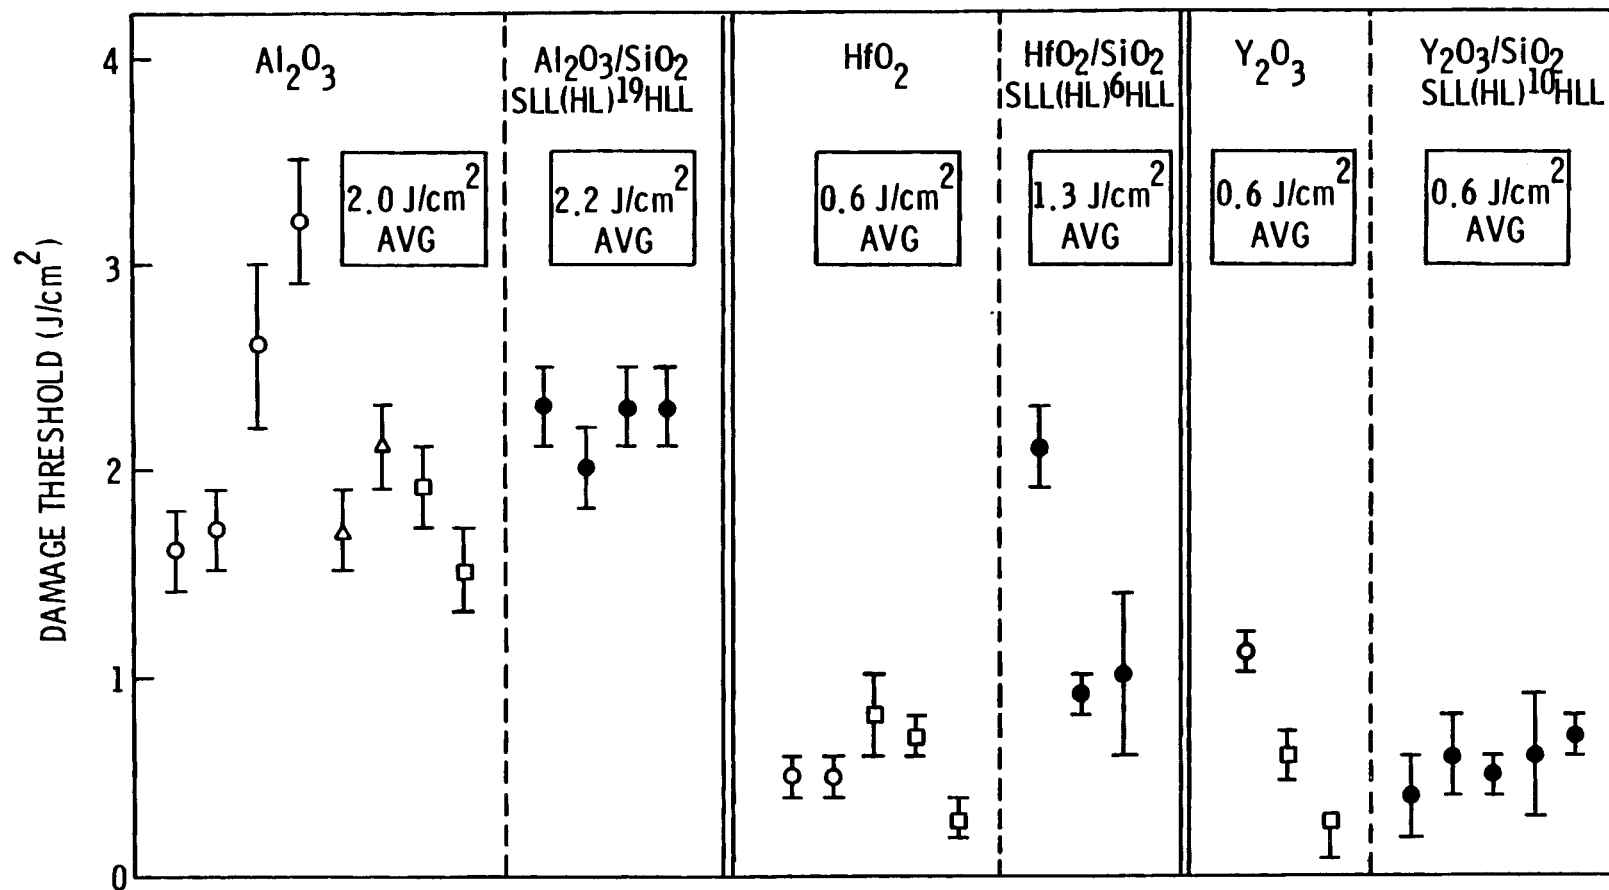 DAMAGE THRESHOLD (J/cm²)
4
3
2
1
0
Al₂O₃
2.0 J/cm²
AVG
Al₂O₃/SiO₂
SLL(HL)¹⁹HLL
2.2 J/cm²
AVG
HfO₂
0.6 J/cm²
AVG
HfO₂/SiO₂
SLL(HL)⁶HLL
1.3 J/cm²
AVG
Y₂O₃
0.6 J/cm²
AVG
Y₂O₃/SiO₂
SLL(HL)¹⁰HLL
0.6 J/cm²
AVG